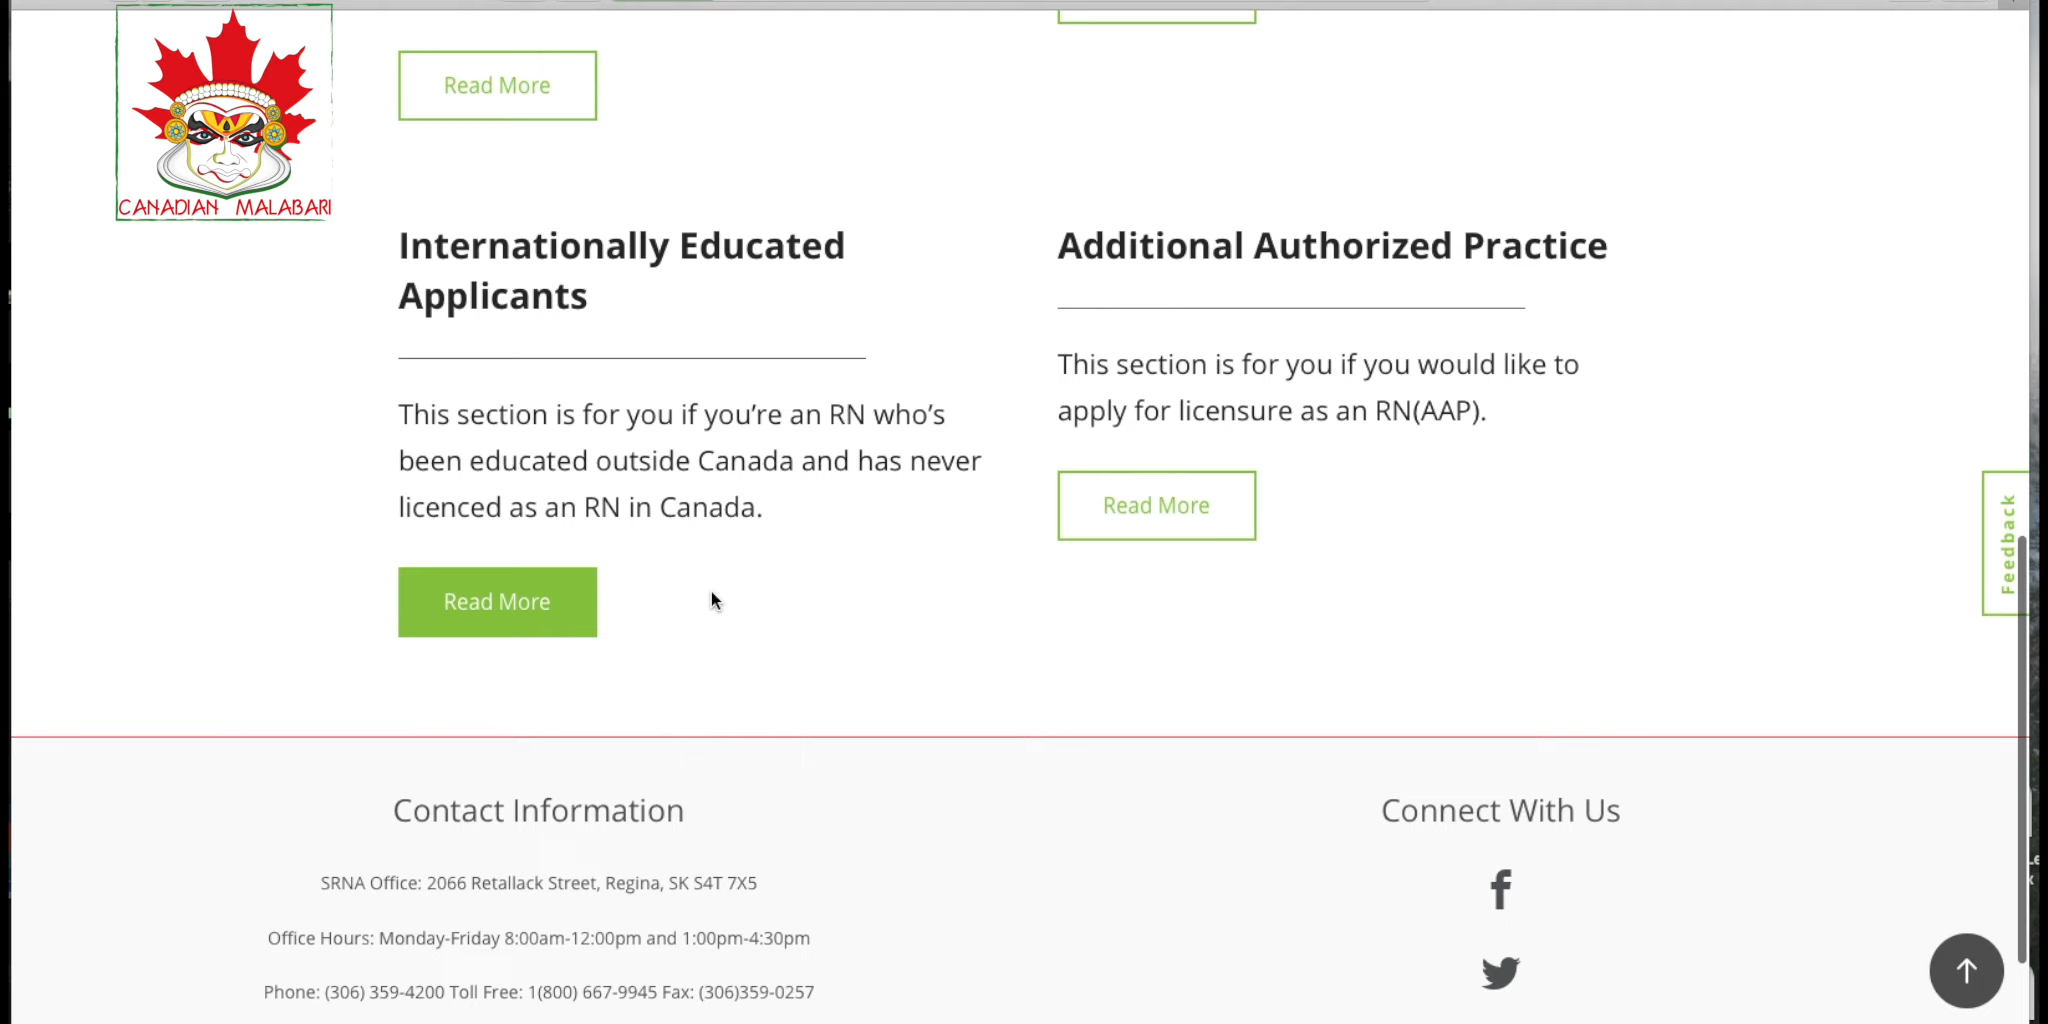 Read More
CANADIAN MALABARI
Internationally Educated
Applicants
This section is for you if you’re an RN who’s
been educated outside Canada and has never
licenced as an RN in Canada.
Read More
Additional Authorized Practice
This section is for you if you would like to
apply for licensure as an RN(AAP).
Read More
Feedback
Contact Information
SRNA Office: 2066 Retallack Street, Regina, SK S4T 7X5
Office Hours: Monday-Friday 8:00am-12:00pm and 1:00pm-4:30pm
Phone: (306) 359-4200 Toll Free: 1(800) 667-9945 Fax: (306)359-0257
Connect With Us